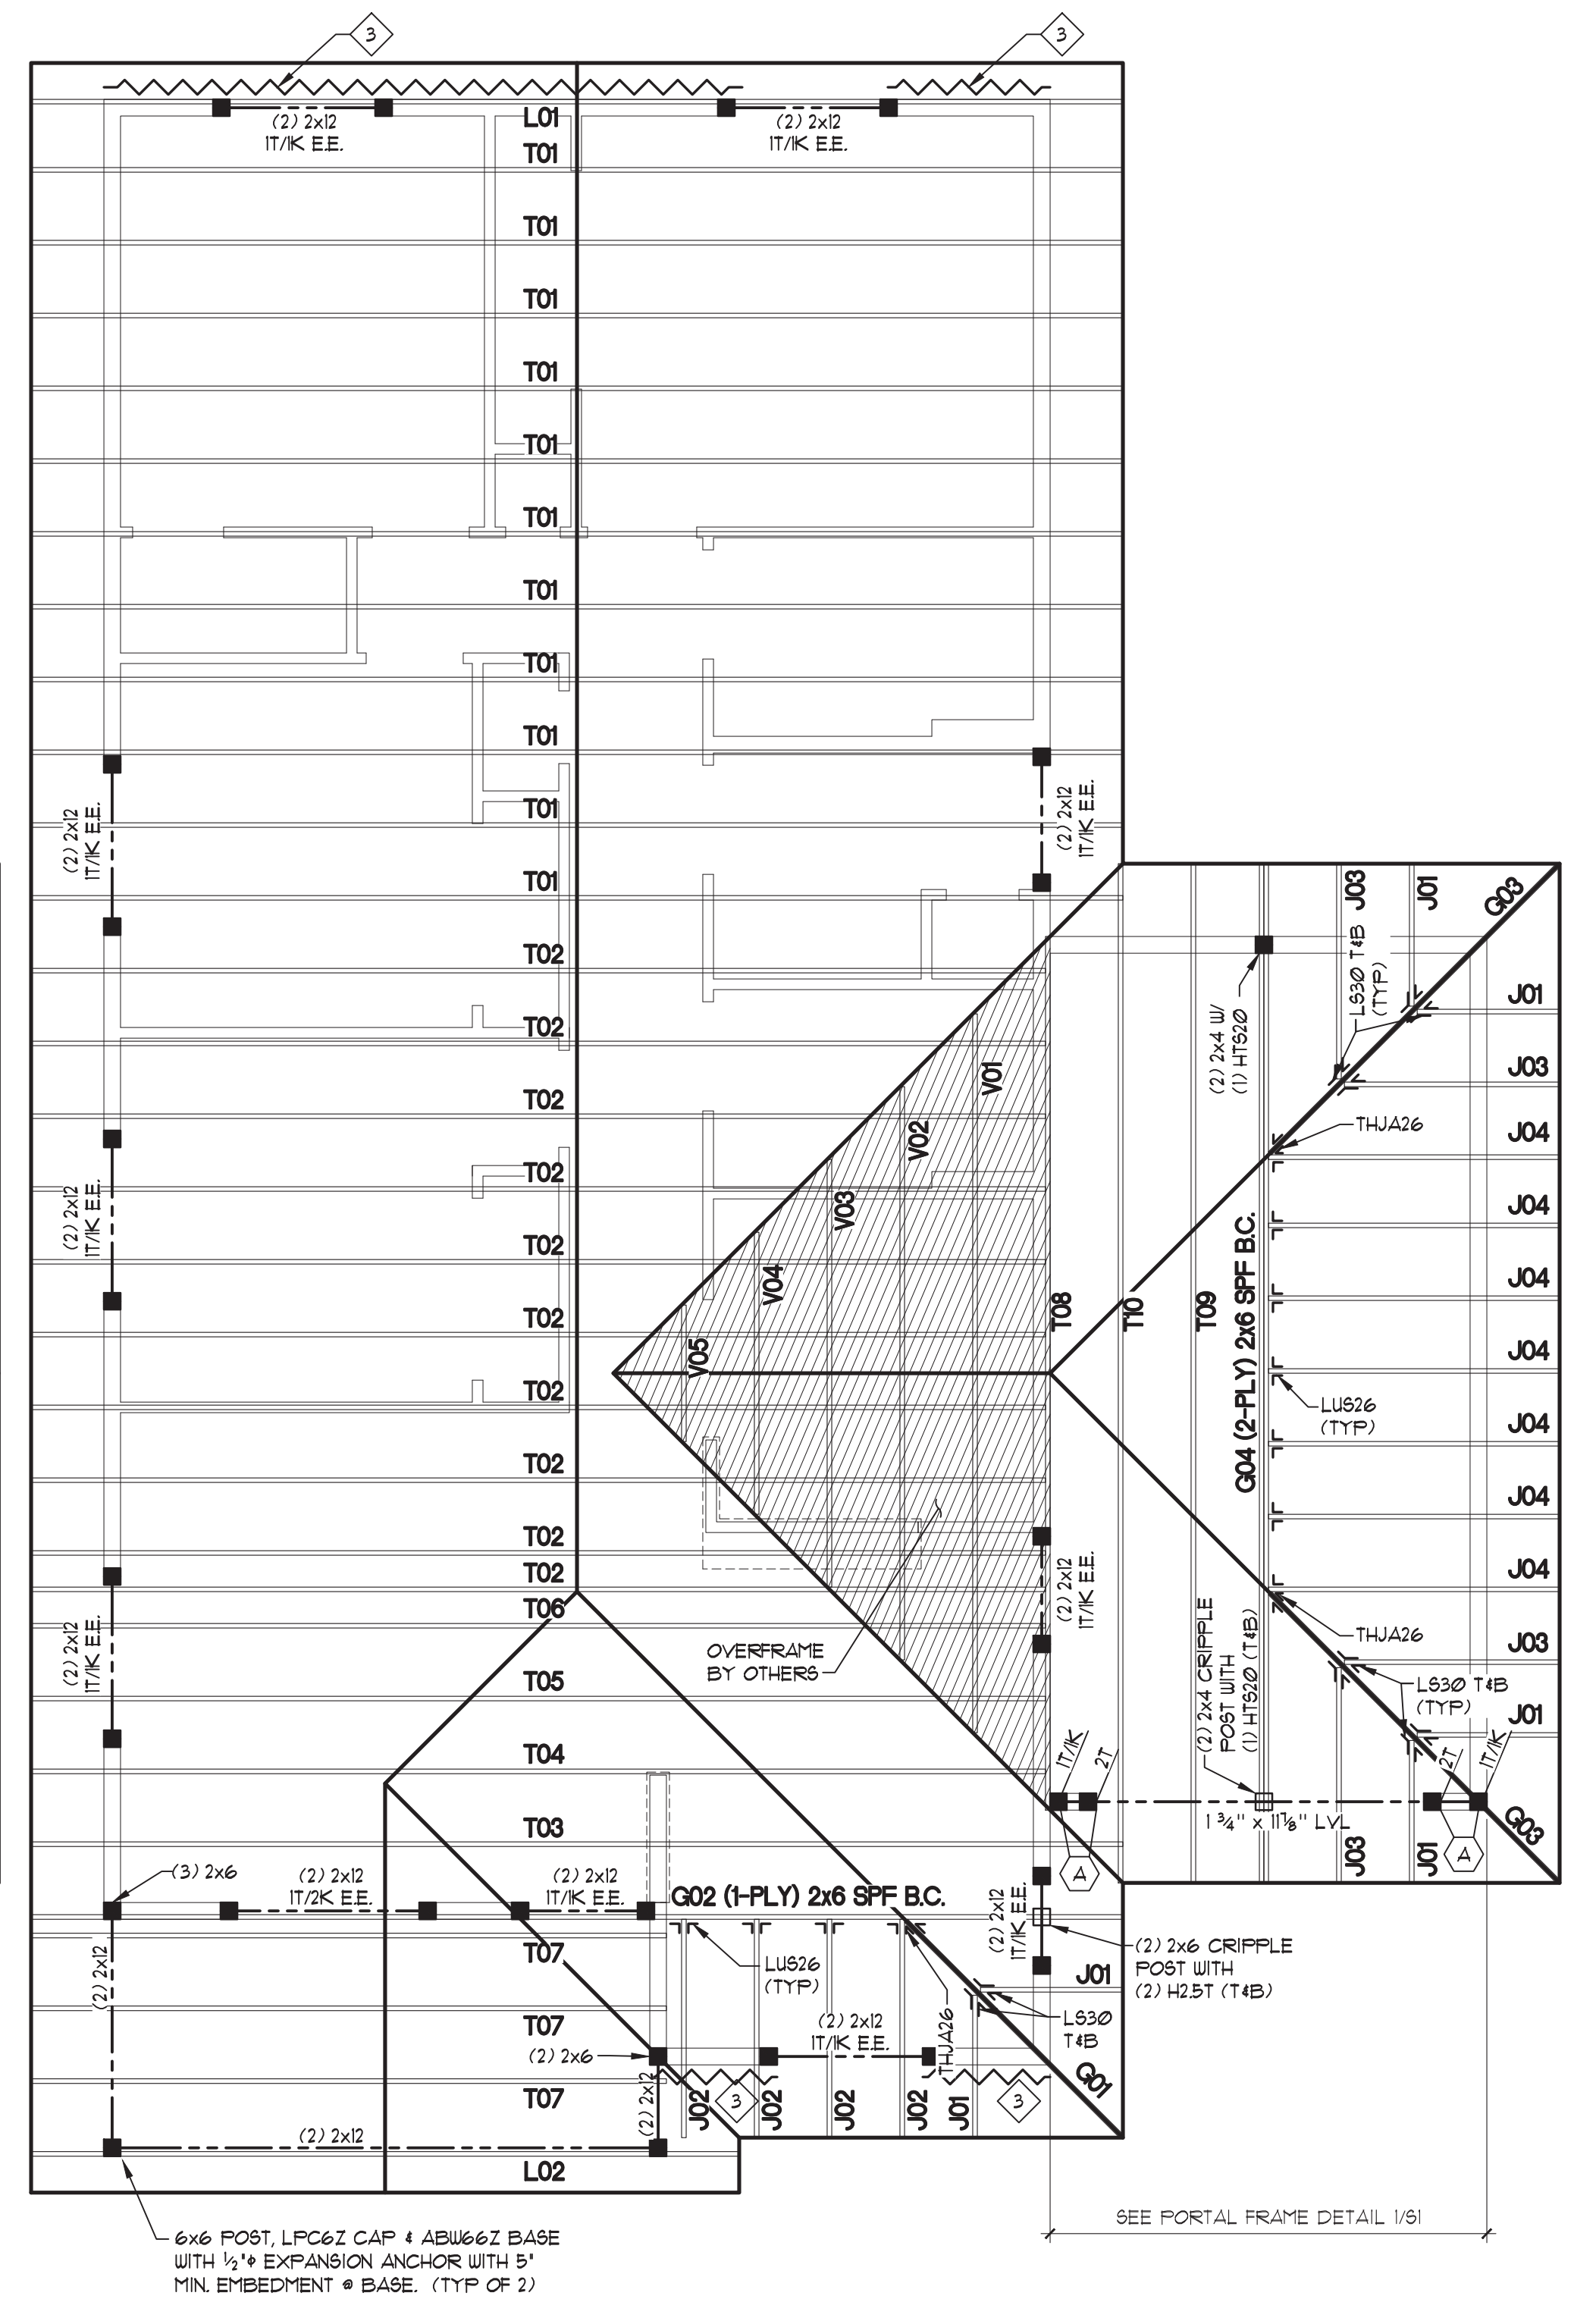 3
3
(2) 2x12
1T/1K E.E.
(2) 2x12
1T/1K E.E.
L01
T01
T01
T01
T01
T01
T01
T01
T01
T01
T01
T01
(2) 2x12
1T/1K E.E.
(2) 2x12
1T/1K E.E.
T02
T02
T02
T02
T02
T02
T02
T02
T02
T02
T06
T05
T04
T03
(2) 2x12
1T/1K E.E.
(2) 2x12
1T/1K E.E.
V01
V02
V03
V04
V05
OVERFRAME
BY OTHERS
(2) 2x12
1T/1K E.E.
T08
T10
T09
G04 (2-PLY) 2x6 SPF B.C.
J03
J01
G03
LS30 T&B
(TYP)
(2) 2x4 W/
(1) HTS20
J01
J03
THJA26
J04
J04
J04
J04
LUS26
(TYP)
J04
J04
J04
THJA26
J03
LS30 T&B
(TYP)
J01
(2) 2x4 CRIPPLE
POST WITH
(1) HTS20 (T&B)
1T/1K
2T
2T
1T/1K
1 3/4" x 11 7/8" LVL
G03
A
J03
J01
A
(3) 2x6
(2) 2x12
1T/2K E.E.
(2) 2x12
1T/1K E.E.
G02 (1-PLY) 2x6 SPF B.C.
(2) 2x12
1T/1K E.E.
(2) 2x6 CRIPPLE
POST WITH
(2) H2.5T (T&B)
(2) 2x12
T07
T07
T07
LUS26
(TYP)
(2) 2x12
1T/1K E.E.
THJA26
J01
LS30
T&B
(2) 2x6
(2) 2x12
J02
3
J02
J02
J02
J01
3
G01
(2) 2x12
L02
SEE PORTAL FRAME DETAIL 1/S1
6x6 POST, LPC6Z CAP & ABW66Z BASE
WITH 1/2"ϕ EXPANSION ANCHOR WITH 5"
MIN. EMBEDMENT @ BASE. (TYP OF 2)